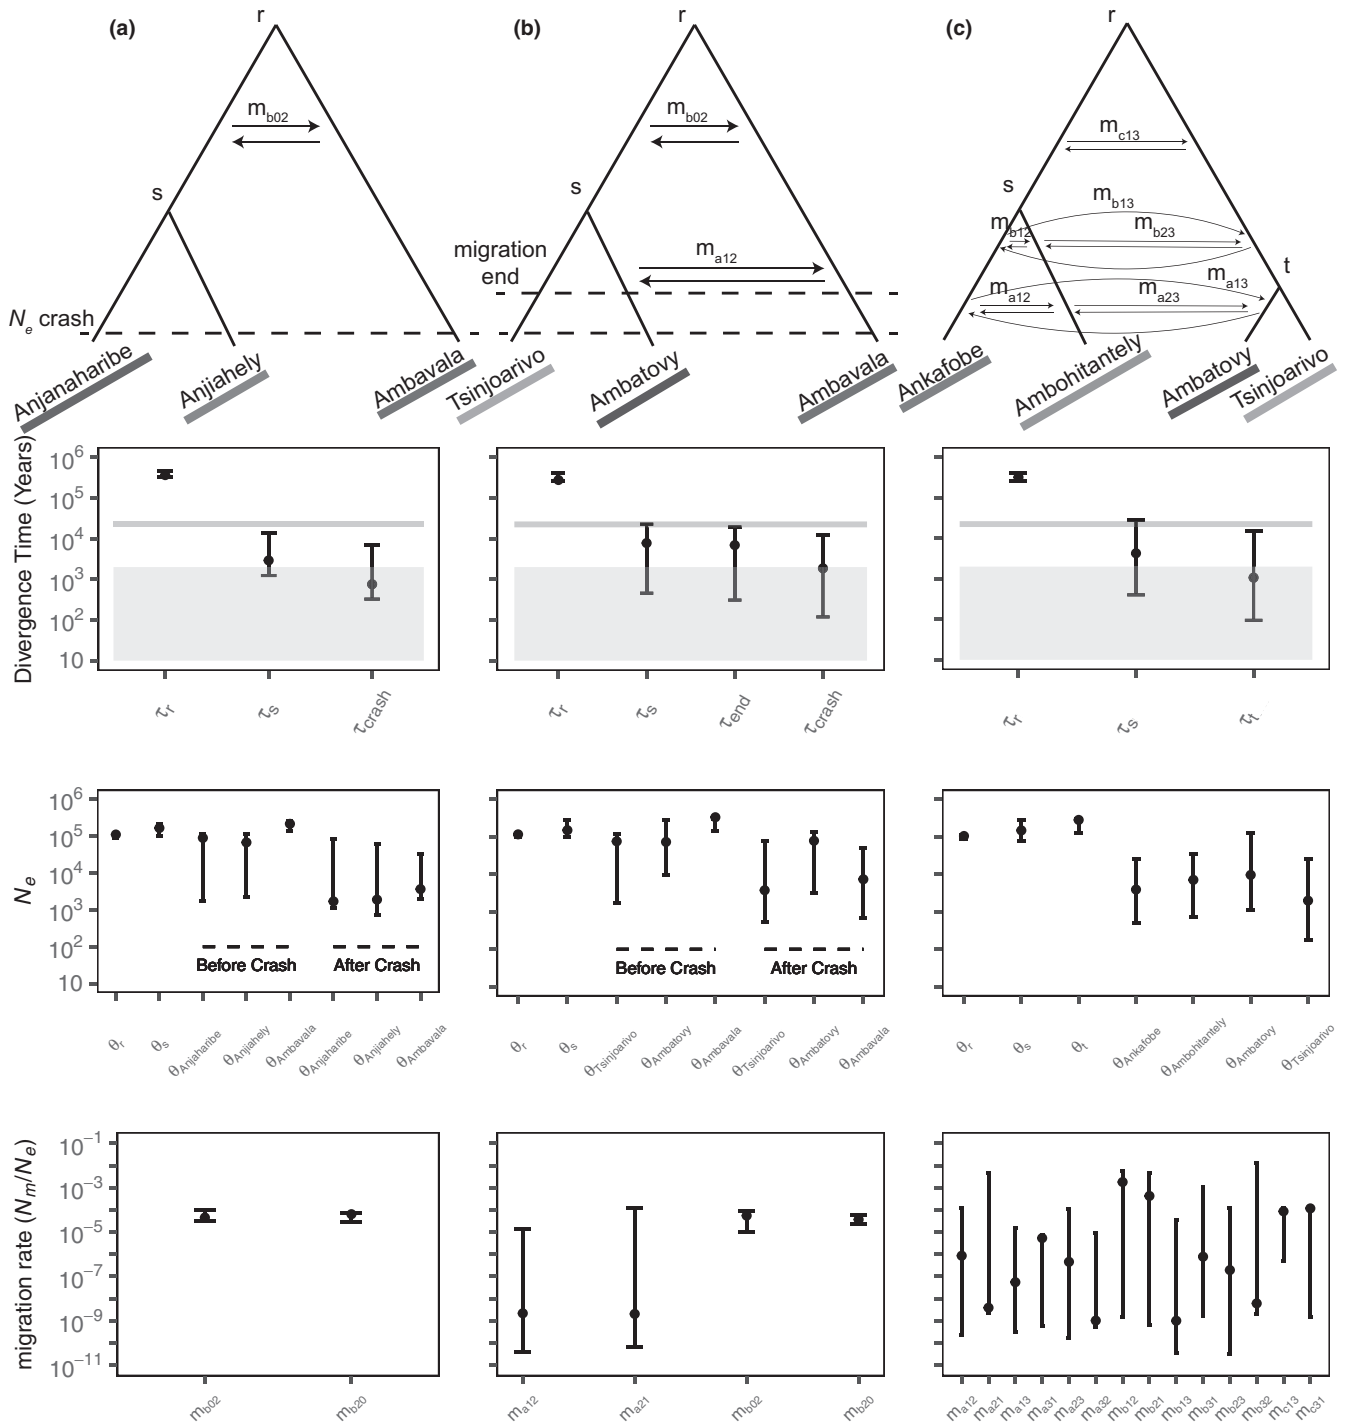 (a) r (b) r (c) r
m_b02 m_b02 m_c13
s s s
m_b13
m_b12 m_b23
migration end
m_a12
t
m_a12 m_a23 m_a13
N_e crash
Anjanaharibe Anjiahely Ambavala Tsinjoarivo Ambatovy Ambavala Ankafobe Ambohitantely Ambatovy Tsinjoarivo
Divergence Time (Years)
10^6
10^5
10^4
10^3
10^2
10
τ_r τ_s τ_crash τ_r τ_s τ_end τ_crash τ_r τ_s τ_t
N_e
10^6
10^5
10^4
10^3
10^2
10
Before Crash After Crash Before Crash After Crash
θ_r θ_s θ_Anjaharibe θ_Anjiahely θ_Ambavala θ_Anjaharibe θ_Anjiahely θ_Ambavala
θ_r θ_s θ_Tsinjoarivo θ_Ambatovy θ_Ambavala θ_Tsinjoarivo θ_Ambatovy θ_Ambavala
θ_r θ_s θ_t θ_Ankafobe θ_Ambohitantely θ_Ambatovy θ_Tsinjoarivo
migration rate (N_m/N_e)
10^−1
10^−3
10^−5
10^−7
10^−9
10^−11
m_b02 m_b20
m_a12 m_a21 m_b02 m_b20
m_a12 m_a21 m_a13 m_a31 m_a23 m_a32 m_b12 m_b21 m_b13 m_b31 m_b23 m_b32 m_c13 m_c31